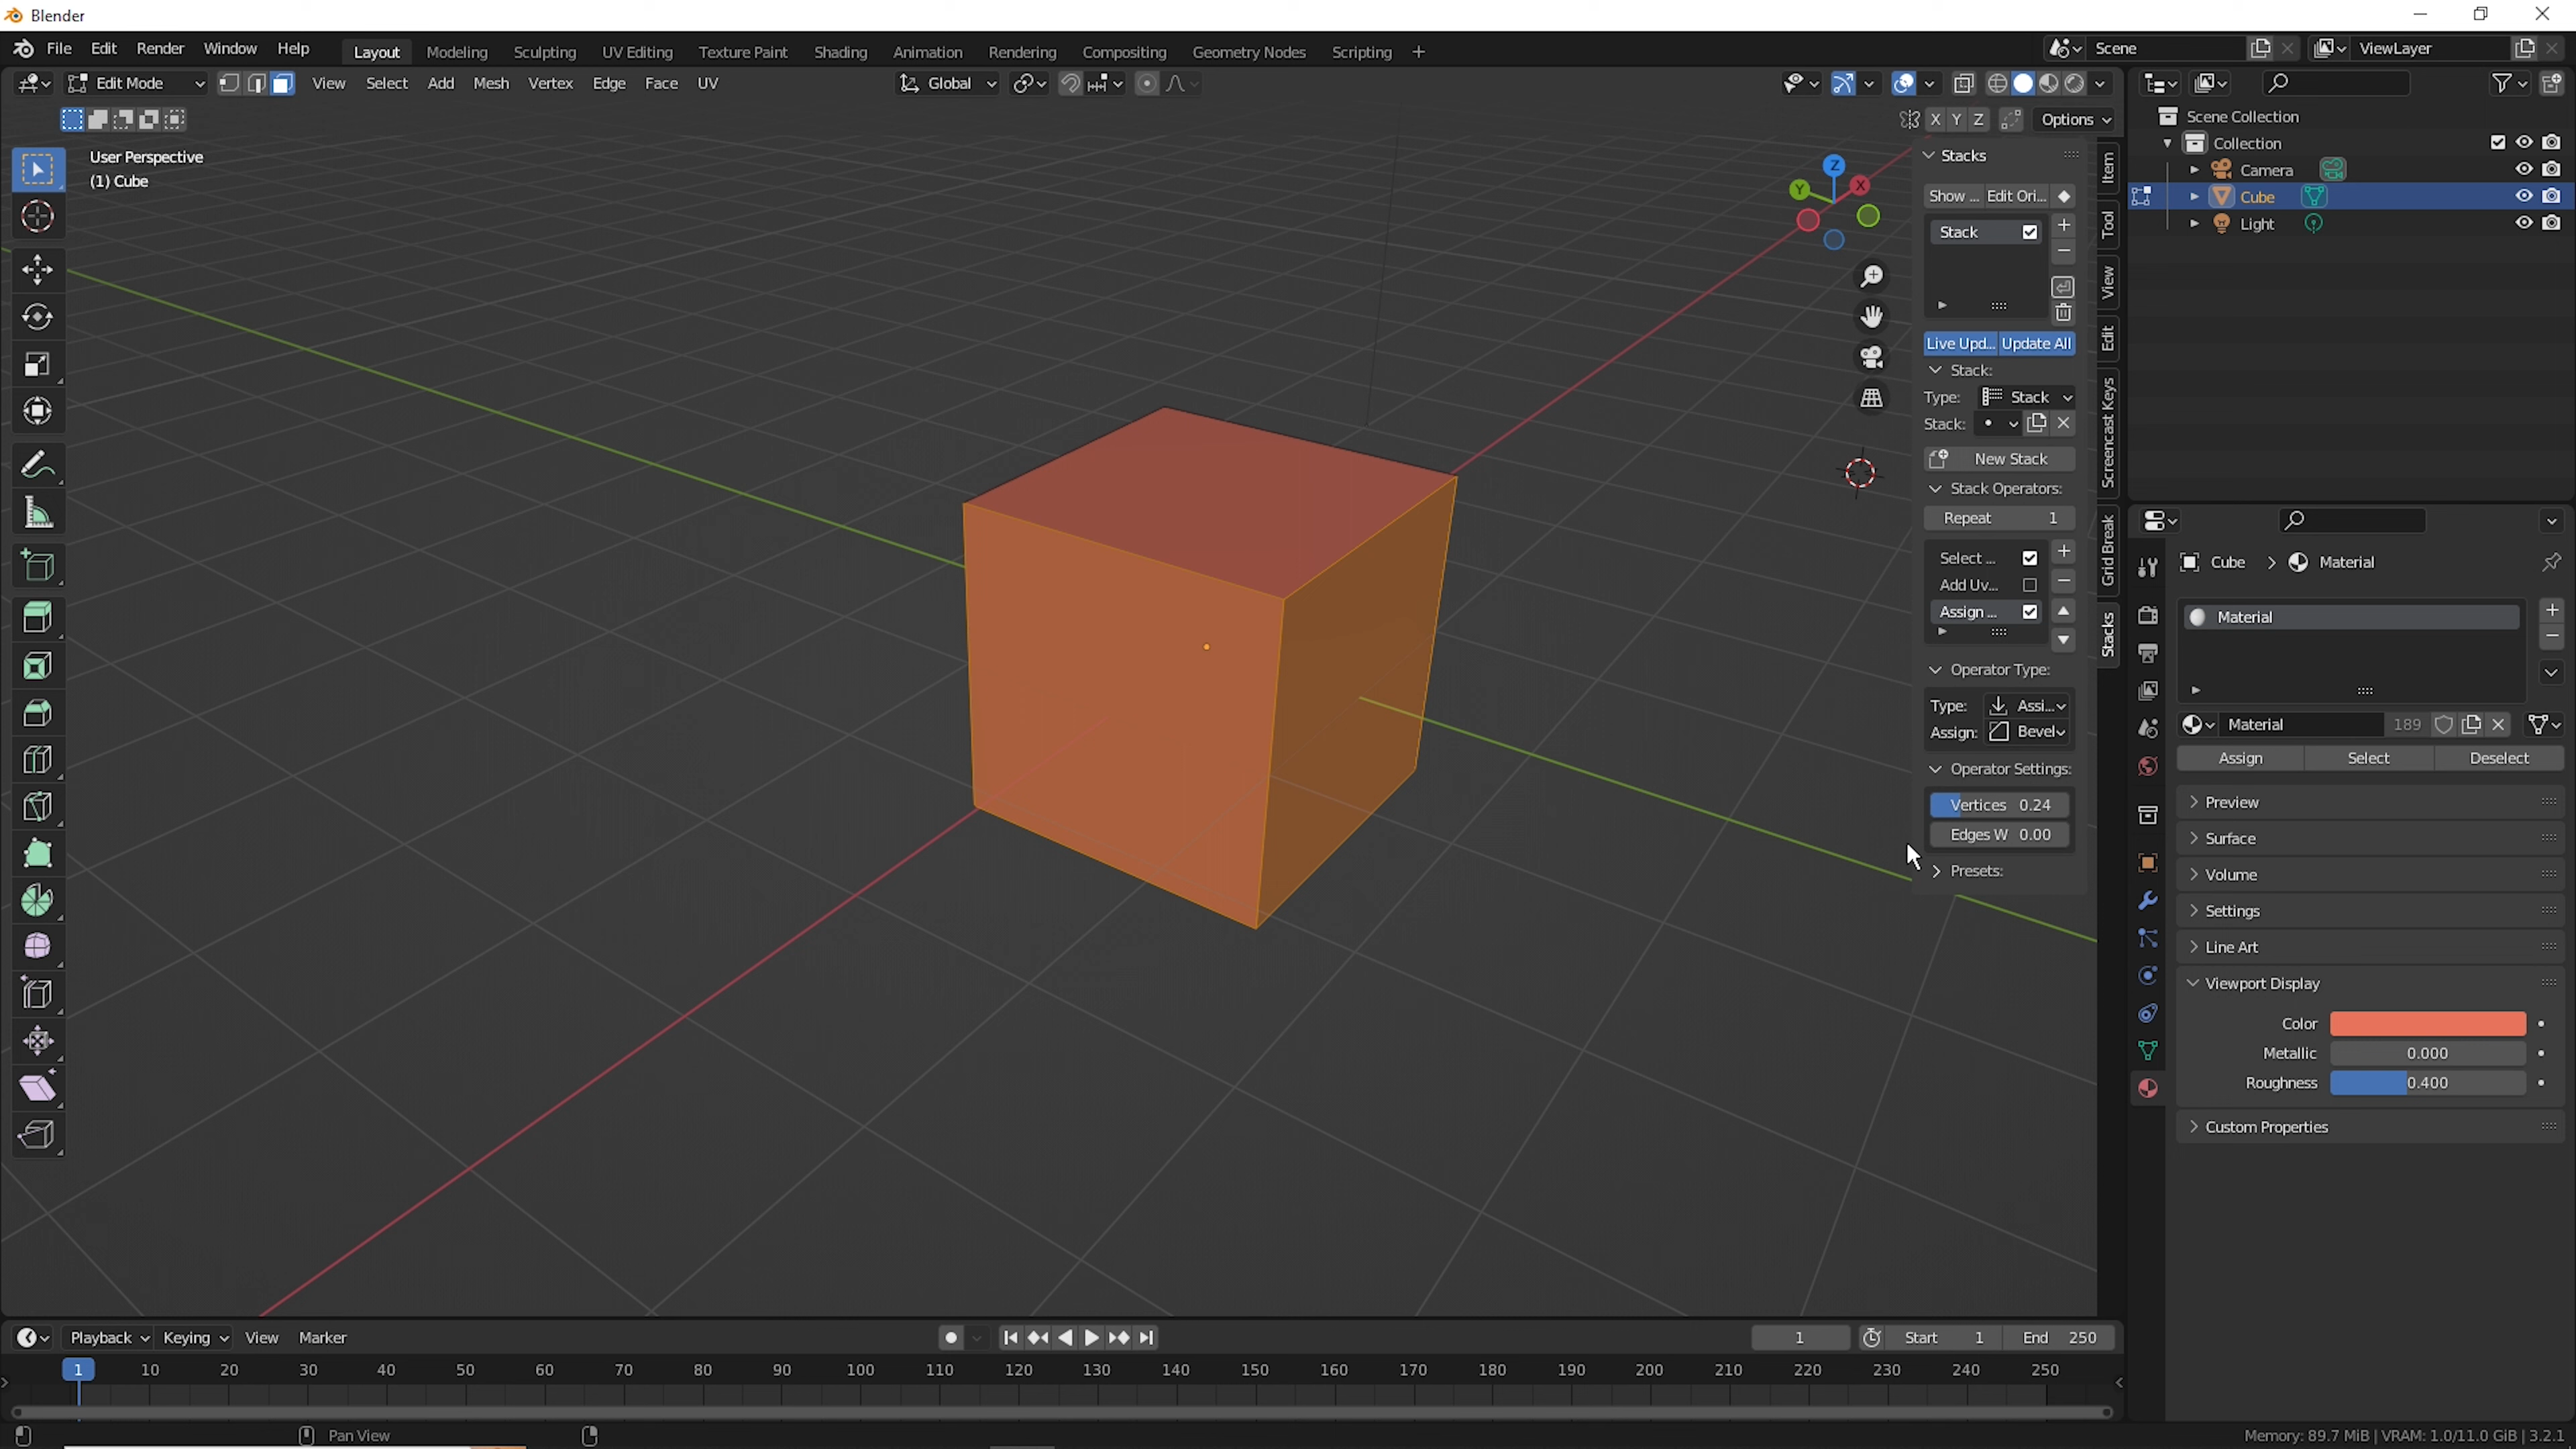 Blender
File Edit Render Window Help Layout Modeling Sculpting UV Editing Texture Paint Shading Animation Rendering Compositing Geometry Nodes Scripting + Scene ViewLayer
Edit Mode View Select Add Mesh Vertex Edge Face UV Global
X Y Z Options
User Perspective
(1) Cube
Z
Y X
Stacks
Show ... Edit Ori...
Stack
Live Upd... Update All
Stack:
Type: Stack
Stack:
New Stack
Stack Operators:
Repeat 1
Select ...
Add Uv...
Assign ...
Operator Type:
Type: Assi...
Assign: Bevel
Operator Settings:
Vertices 0.24
Edges W 0.00
Presets:
Item
Tool
View
Edit
Screencast Keys
Grid Break
Stacks
Scene Collection
Collection
Camera
Cube
Light
Cube > Material
Material
Material 189
Assign Select Deselect
Preview
Surface
Volume
Settings
Line Art
Viewport Display
Color
Metallic 0.000
Roughness 0.400
Custom Properties
Playback Keying View Marker 1 Start 1 End 250
1 10 20 30 40 50 60 70 80 90 100 110 120 130 140 150 160 170 180 190 200 210 220 230 240 250
Pan View
Memory: 89.7 MiB | VRAM: 1.0/11.0 GiB | 3.2.1